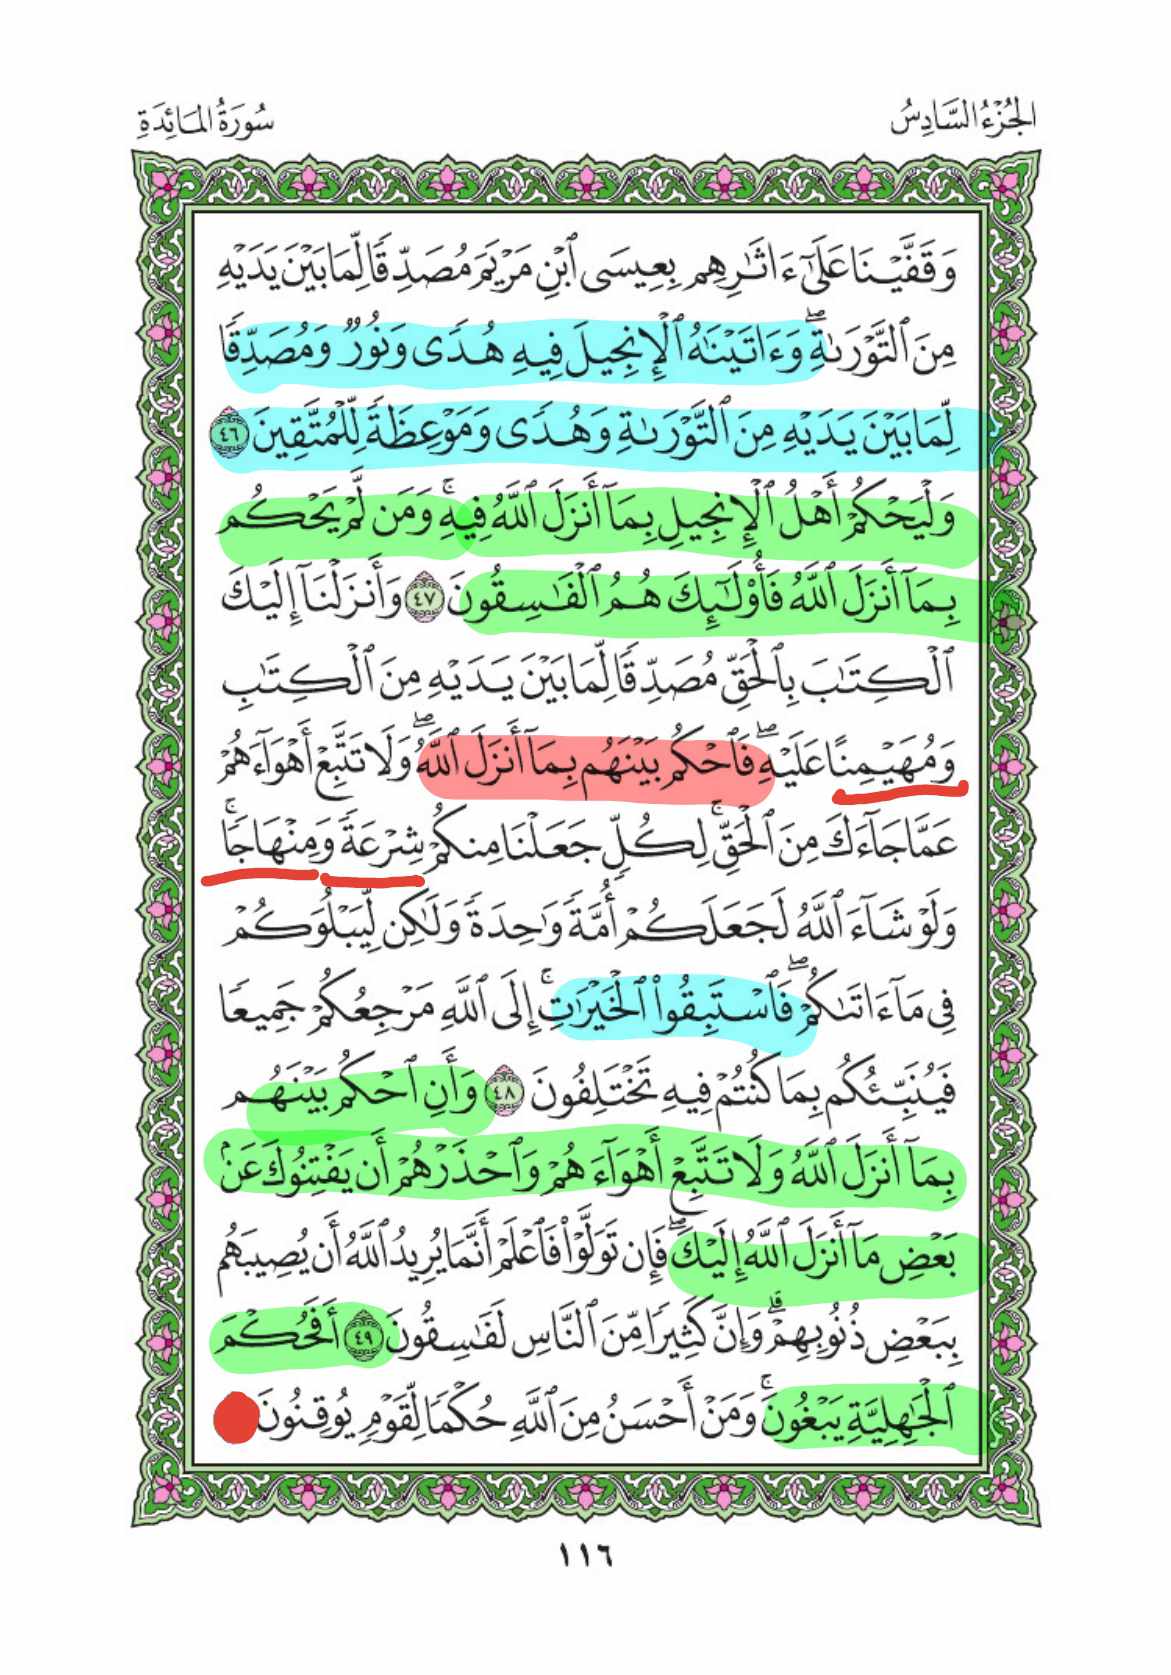 الجُزْءُ السَّادِسُ
سُورَةُ المَائِدَةِ
وَقَفَّيْنَا عَلَىٰٓ ءَاثَٰرِهِم بِعِيسَى ٱبْنِ مَرْيَمَ مُصَدِّقًا لِّمَا بَيْنَ يَدَيْهِ
مِنَ ٱلتَّوْرَىٰةِۖ وَءَاتَيْنَٰهُ ٱلْإِنجِيلَ فِيهِ هُدًى وَنُورٌ وَمُصَدِّقًا
لِّمَا بَيْنَ يَدَيْهِ مِنَ ٱلتَّوْرَىٰةِ وَهُدًى وَمَوْعِظَةً لِّلْمُتَّقِينَ ٤٦
وَلْيَحْكُمْ أَهْلُ ٱلْإِنجِيلِ بِمَآ أَنزَلَ ٱللَّهُ فِيهِۚ وَمَن لَّمْ يَحْكُم
بِمَآ أَنزَلَ ٱللَّهُ فَأُو۟لَٰٓئِكَ هُمُ ٱلْفَٰسِقُونَ ٤٧ وَأَنزَلْنَآ إِلَيْكَ
ٱلْكِتَٰبَ بِٱلْحَقِّ مُصَدِّقًا لِّمَا بَيْنَ يَدَيْهِ مِنَ ٱلْكِتَٰبِ
وَمُهَيْمِنًا عَلَيْهِۖ فَٱحْكُم بَيْنَهُم بِمَآ أَنزَلَ ٱللَّهُۖ وَلَا تَتَّبِعْ أَهْوَآءَهُمْ
عَمَّا جَآءَكَ مِنَ ٱلْحَقِّۚ لِكُلٍّ جَعَلْنَا مِنكُمْ شِرْعَةً وَمِنْهَاجًاۚ
وَلَوْ شَآءَ ٱللَّهُ لَجَعَلَكُمْ أُمَّةً وَٰحِدَةً وَلَٰكِن لِّيَبْلُوَكُمْ
فِى مَآ ءَاتَىٰكُمْۖ فَٱسْتَبِقُوا۟ ٱلْخَيْرَٰتِۚ إِلَى ٱللَّهِ مَرْجِعُكُمْ جَمِيعًا
فَيُنَبِّئُكُم بِمَا كُنتُمْ فِيهِ تَخْتَلِفُونَ ٤٨ وَأَنِ ٱحْكُم بَيْنَهُم
بِمَآ أَنزَلَ ٱللَّهُ وَلَا تَتَّبِعْ أَهْوَآءَهُمْ وَٱحْذَرْهُمْ أَن يَفْتِنُوكَ عَنۢ
بَعْضِ مَآ أَنزَلَ ٱللَّهُ إِلَيْكَۖ فَإِن تَوَلَّوْا۟ فَٱعْلَمْ أَنَّمَا يُرِيدُ ٱللَّهُ أَن يُصِيبَهُم
بِبَعْضِ ذُنُوبِهِمْۗ وَإِنَّ كَثِيرًا مِّنَ ٱلنَّاسِ لَفَٰسِقُونَ ٤٩ أَفَحُكْمَ
ٱلْجَٰهِلِيَّةِ يَبْغُونَۚ وَمَنْ أَحْسَنُ مِنَ ٱللَّهِ حُكْمًا لِّقَوْمٍ يُوقِنُونَ
١١٦